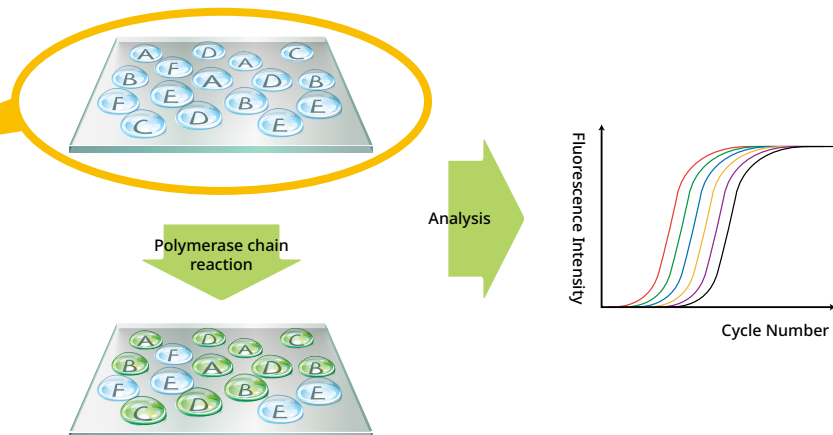 A D C
F A
B A D B
F E B E
C D E
Polymerase chain
reaction
Analysis
Fluorescence Intensity
Cycle Number
A D C
F A
B A D B
F E B E
C D E